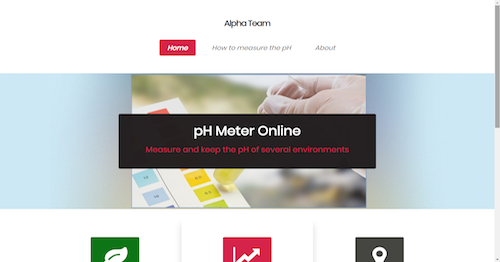 Alpha Team
Home How to measure the pH About
pH Meter Online
Measure and keep the pH of several environments